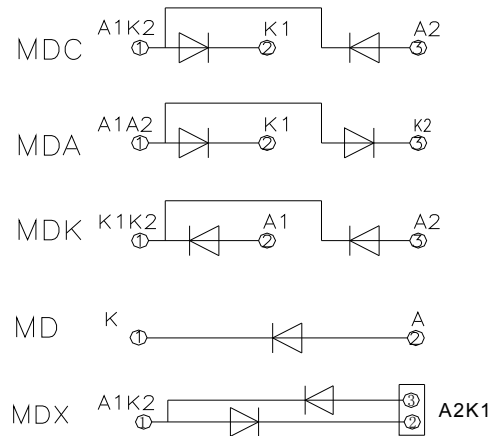 MDC A1K2 1 K1 2 A2 3
MDA A1A2 1 K1 2 K2 3
MDK K1K2 1 A1 2 A2 3
MD K 1 A 2
MDX A1K2 1 3 2 A2K1